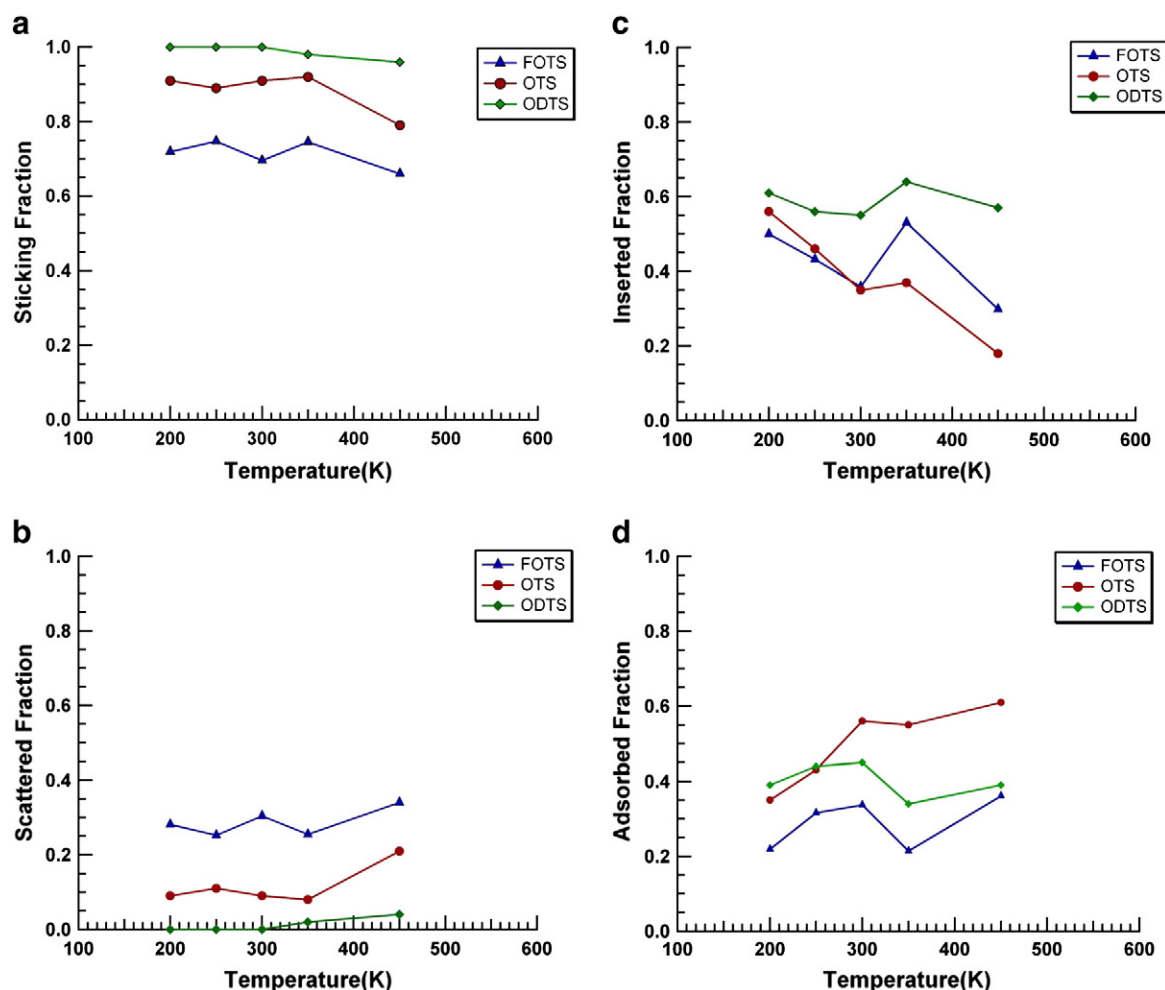 a
1.0
0.8
0.6
0.4
0.2
0.0
Sticking Fraction
FOTS
OTS
ODTS
100 200 300 400 500 600
Temperature(K)
c
1.0
0.8
0.6
0.4
0.2
0.0
Inserted Fraction
FOTS
OTS
ODTS
100 200 300 400 500 600
Temperature(K)
b
1.0
0.8
0.6
0.4
0.2
0.0
Scattered Fraction
FOTS
OTS
ODTS
100 200 300 400 500 600
Temperature(K)
d
1.0
0.8
0.6
0.4
0.2
0.0
Adsorbed Fraction
FOTS
OTS
ODTS
100 200 300 400 500 600
Temperature(K)